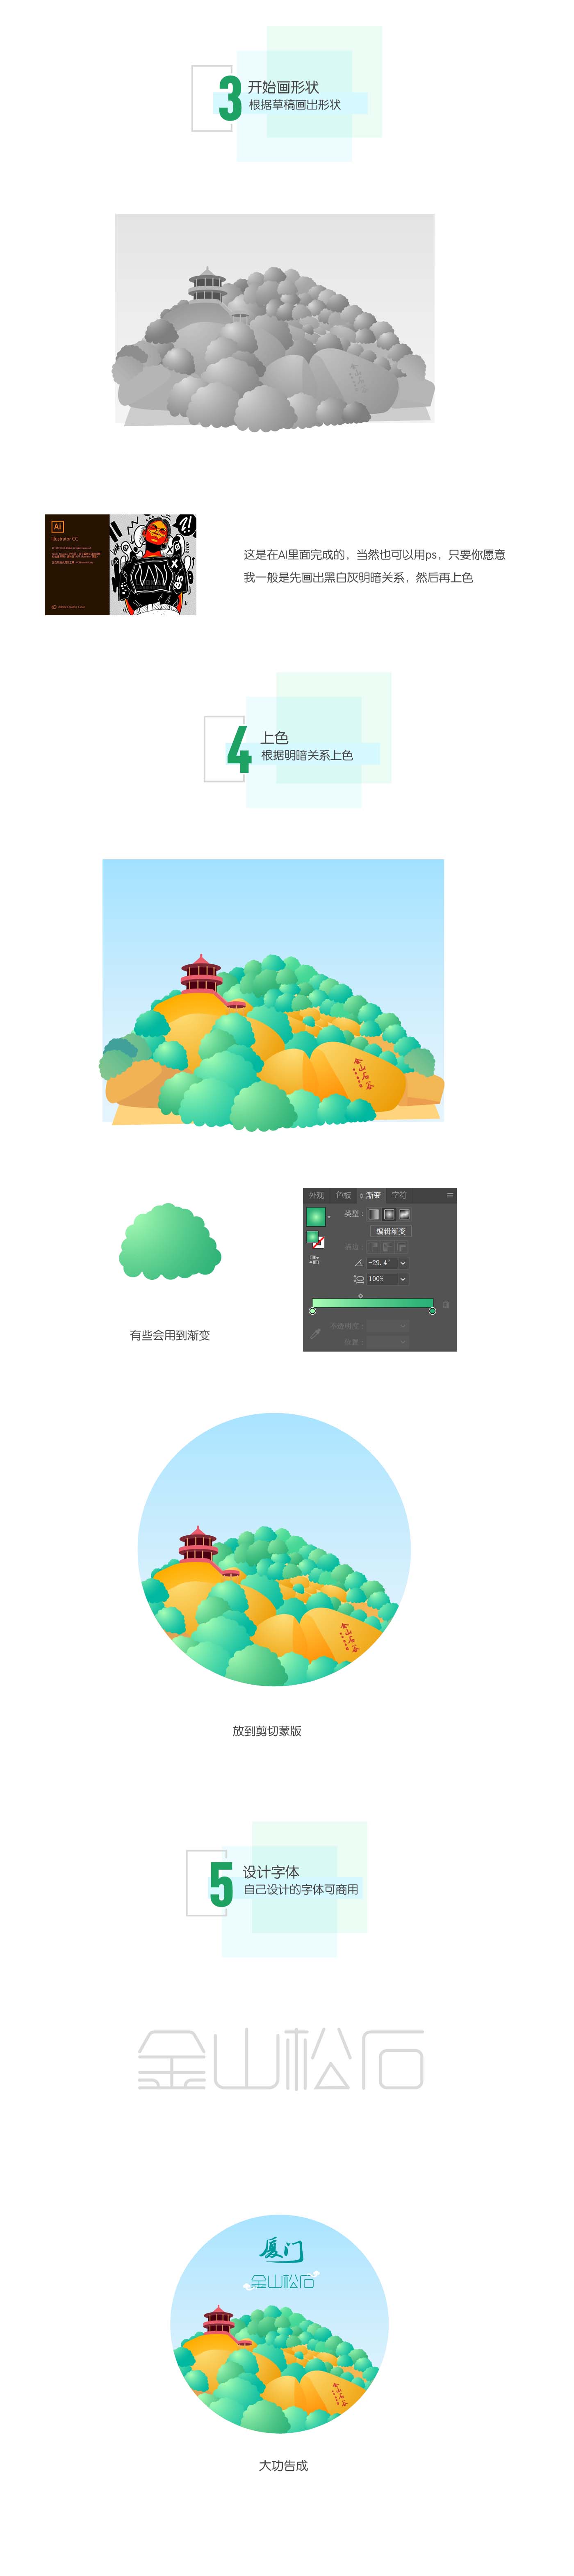 3
开始画形状
根据草稿画出形状
Ai
Illustrator CC
这是在AI里面完成的，当然也可以用ps，只要你愿意
我一般是先画出黑白灰明暗关系，然后再上色
4
上色
根据明暗关系上色
外观 色板 渐变 字符
类型：
编辑渐变
-29.4°
100%
不透明度：
位置：
有些会用到渐变
放到剪切蒙版
5
设计字体
自己设计的字体可商用
金山松石
厦门
金山松石
大功告成